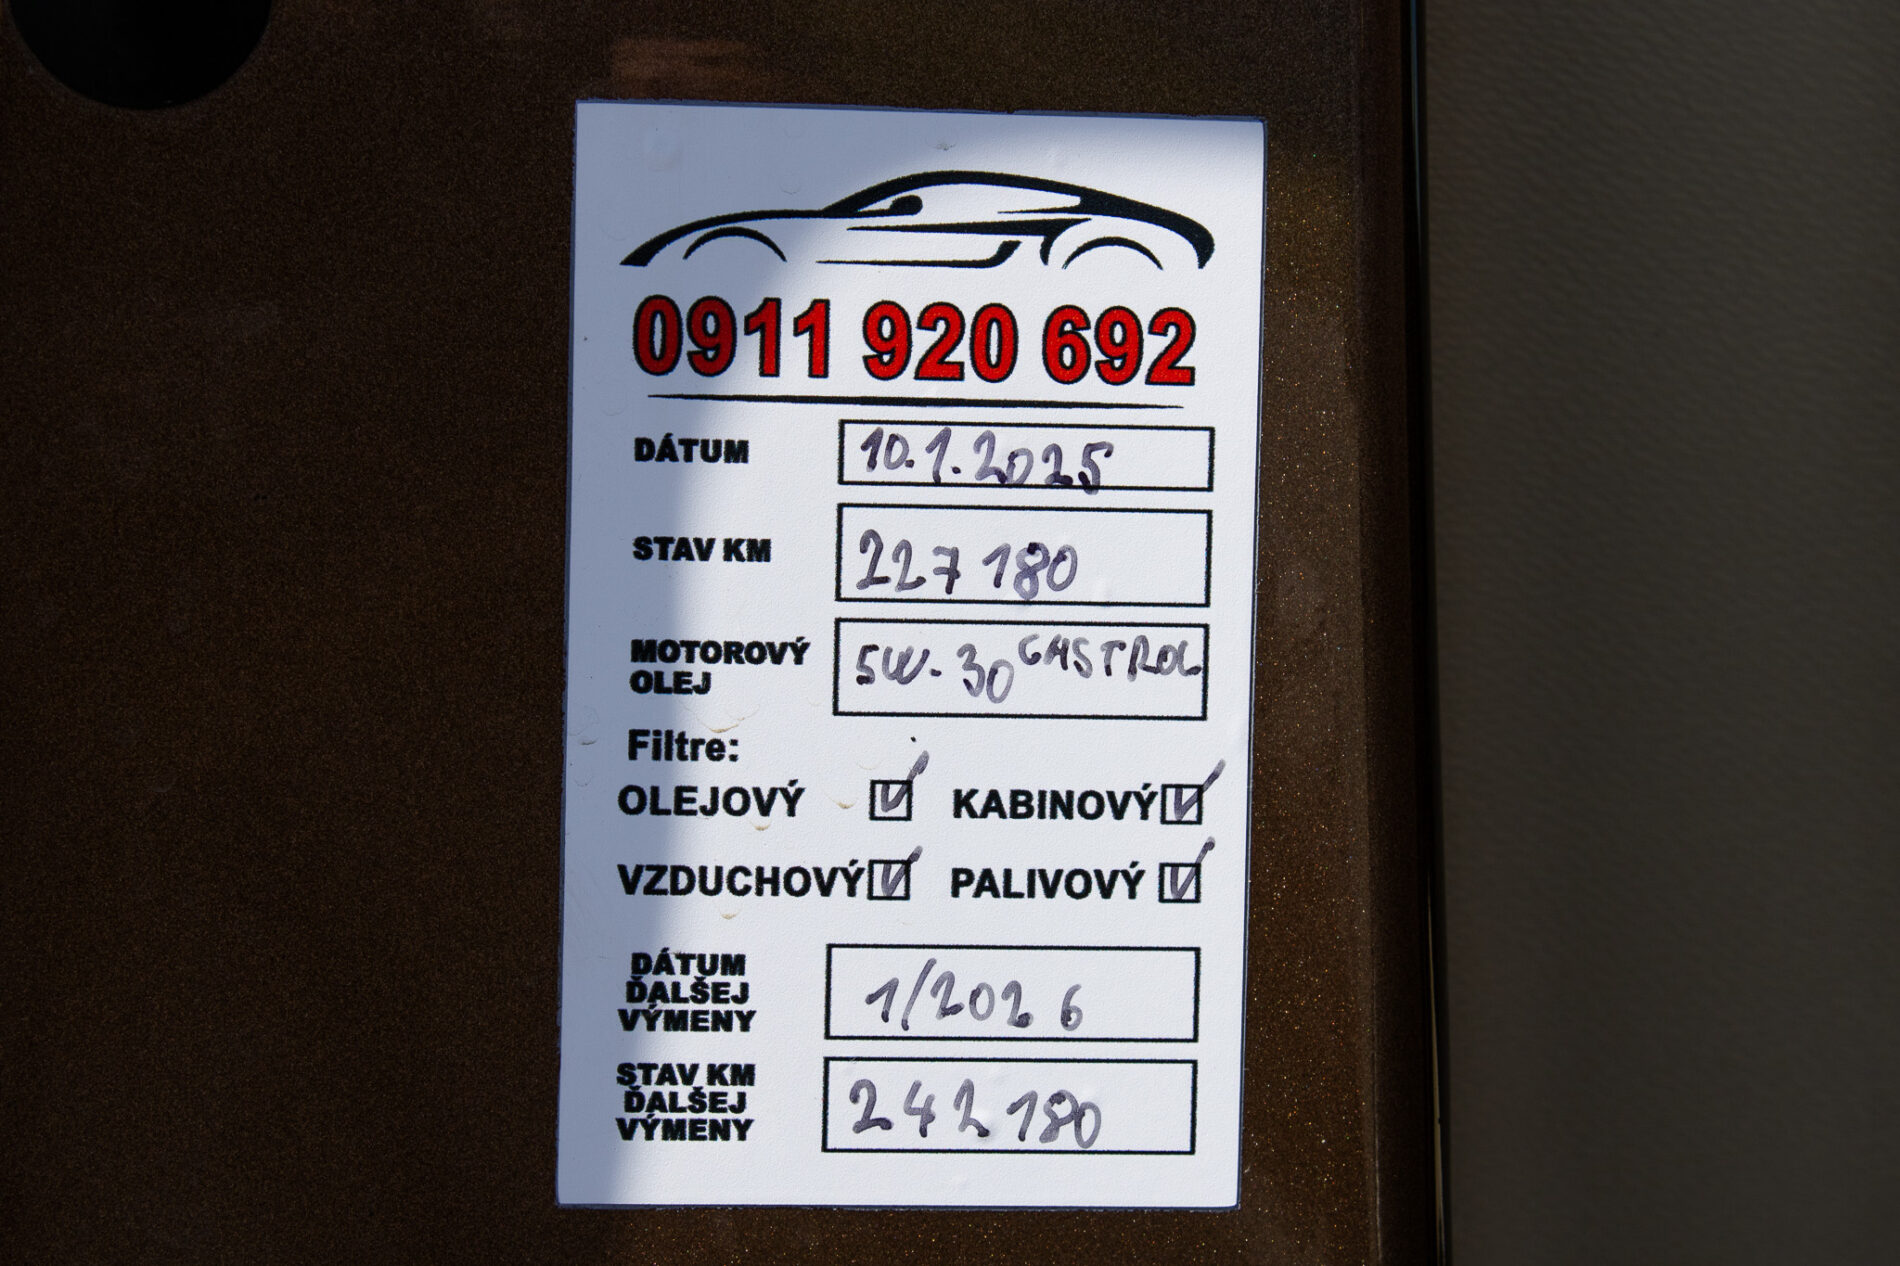 0911 920 692
DÁTUM 10.1.2025
STAV KM 227 180
MOTOROVÝ OLEJ 5W-30 CASTROL
Filtre:
OLEJOVÝ KABINOVÝ
VZDUCHOVÝ PALIVOVÝ
DÁTUM
ĎALŠEJ
VÝMENY
1/2026
STAV KM
ĎALŠEJ
VÝMENY
242 180